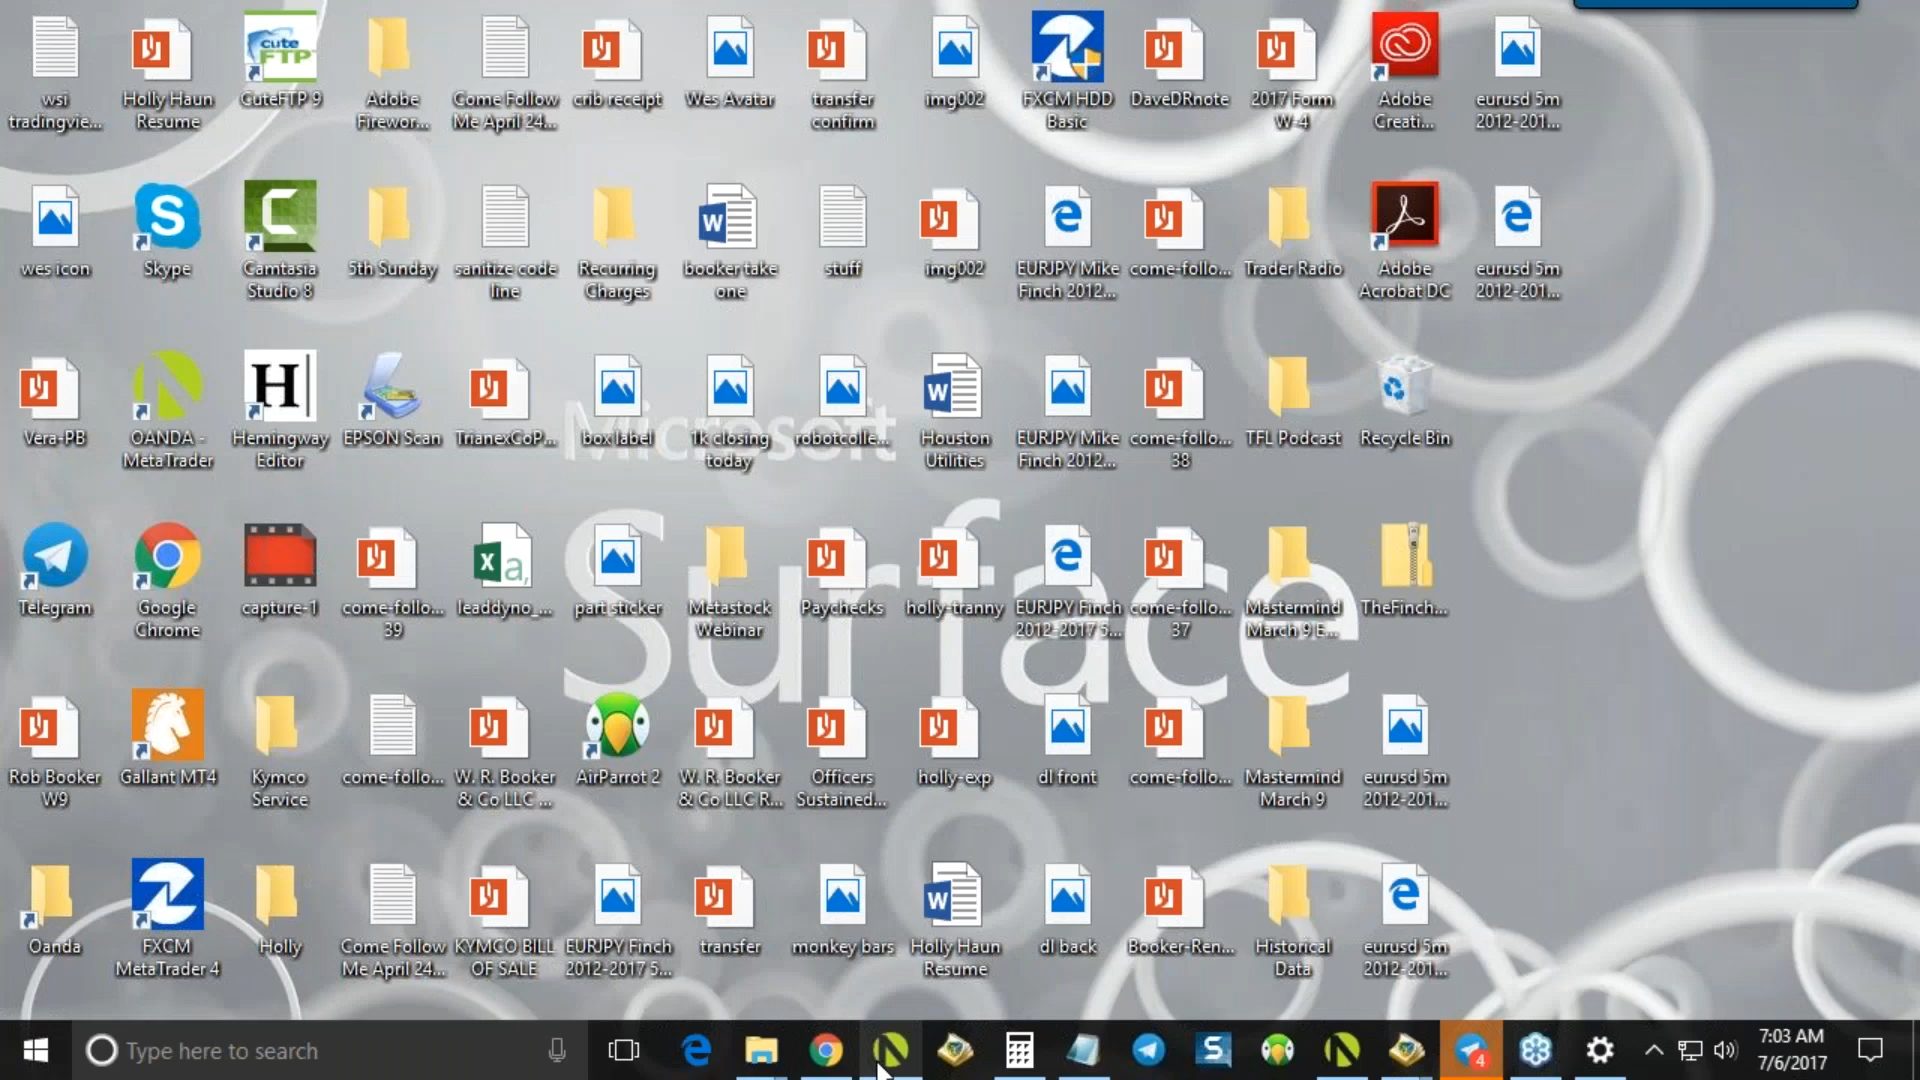 wsi
tradingvie...
Holly Haun
Resume
cute
FTP
CuteFTP 9
Adobe
Firewor...
Come Follow
Me April 24...
crib receipt
Wes Avatar
transfer
confirm
img002
FXCM HDD
Basic
DaveDRnote
2017 Form
W-4
Adobe
Creati...
eurusd 5m
2012-201...
wes icon
S
Skype
C
Camtasia
Studio 8
5th Sunday
sanitize code
line
Recurring
Charges
W
booker take
one
stuff
img002
EURJPY Mike
Finch 2012...
come-follo...
Trader Radio
Adobe
Acrobat DC
eurusd 5m
2012-201...
Vera-PB
OANDA -
MetaTrader
H
Hemingway
Editor
EPSON Scan
TrianexGoP...
box label
1k closing
today
robotcolle...
W
Houston
Utilities
EURJPY Mike
Finch 2012...
come-follo...
38
TFL Podcast
Recycle Bin
Microsoft
Surface
Telegram
Google
Chrome
capture-1
come-follo...
39
X a,
leaddyno_...
part sticker
Metastock
Webinar
Paychecks
holly-tranny
EURJPY Finch
2012-2017 5...
come-follo...
37
Mastermind
March 9 E...
TheFinch...
Rob Booker
W9
Gallant MT4
Kymco
Service
come-follo...
W. R. Booker
& Co LLC ...
AirParrot 2
W. R. Booker
& Co LLC R...
Officers
Sustained...
holly-exp
dl front
come-follo...
Mastermind
March 9
eurusd 5m
2012-201...
Oanda
FXCM
MetaTrader 4
Holly
Come Follow
Me April 24...
KYMCO BILL
OF SALE
EURJPY Finch
2012-2017 5...
transfer
monkey bars
W
Holly Haun
Resume
dl back
Booker-Ren...
Historical
Data
eurusd 5m
2012-201...
Type here to search
S
4
7:03 AM
7/6/2017